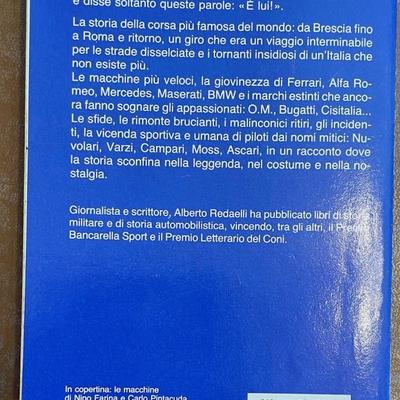 e disse soltanto queste parole: «È lui!».
La storia della corsa più famosa del mondo: da Brescia fino
a Roma e ritorno, un giro che era un viaggio interminabile
per le strade disselciate e i tornanti insidiosi di un'Italia che
non esiste più.
Le macchine più veloci, la giovinezza di Ferrari, Alfa Ro-
meo, Mercedes, Maserati, BMW e i marchi estinti che anco-
ra fanno sognare gli appassionati: O.M., Bugatti, Cisitalia...
Le sfide, le rimonte brucianti, i malinconici ritiri, gli inciden-
ti, la vicenda sportiva e umana di piloti dai nomi mitici: Nu-
volari, Varzi, Campari, Moss, Ascari, in un racconto dove
la storia sconfina nella leggenda, nel costume e nella no-
stalgia.
Giornalista e scrittore, Alberto Redaelli ha pubblicato libri di storia
militare e di storia automobilistica, vincendo, tra gli altri, il Premio
Bancarella Sport e il Premio Letterario del Coni.
In copertina: le macchine
di Nino Farina e Carlo Pintacuda